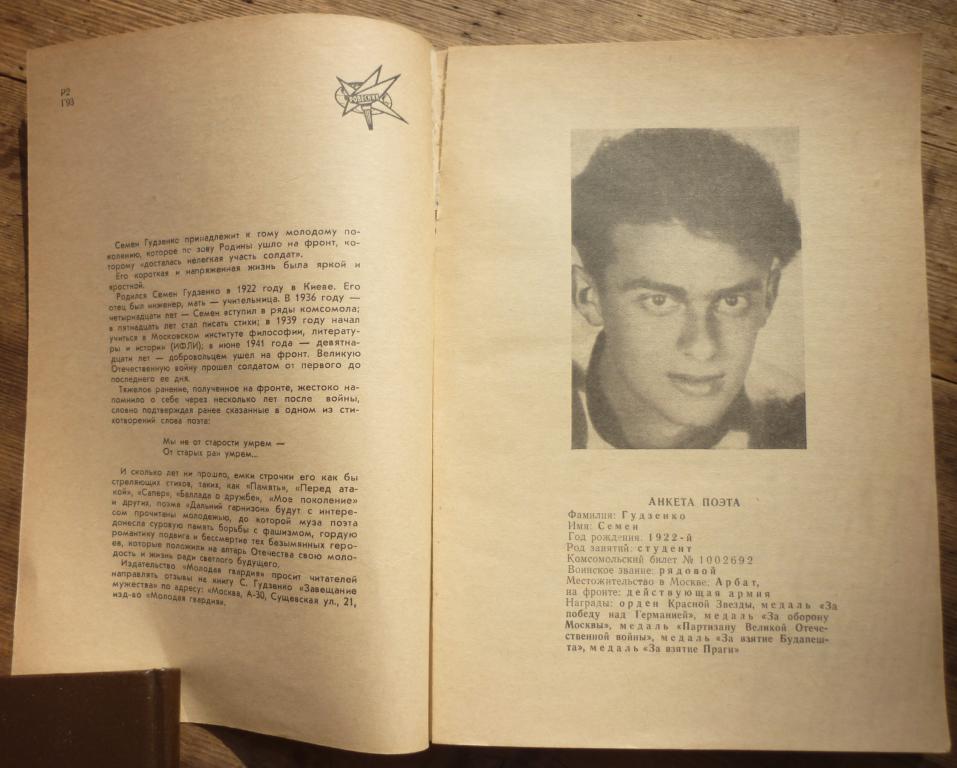 Р2
Г93
РОВЕСНИК
Семен Гудзенко принадлежит к тому молодому по-
колению, которое по зову Родины ушло на фронт, ко-
торому «досталась нелегкая участь солдат».
Его короткая и напряженная жизнь была яркой и
яростной.
Родился Семен Гудзенко в 1922 году в Киеве. Его
отец был инженер, мать — учительница. В 1936 году —
четырнадцати лет — Семен вступил в ряды комсомола;
в пятнадцать лет стал писать стихи; в 1939 году начал
учиться в Московском институте философии, литерату-
ры и истории (ИФЛИ); в июне 1941 года — девятна-
дцати лет — добровольцем ушел на фронт. Великую
Отечественную войну прошел солдатом от первого до
последнего ее дня.
Тяжелое ранение, полученное на фронте, жестоко на-
помнило о себе через несколько лет после войны,
словно подтверждая ранее сказанные в одном из сти-
хотворений слова поэта:
Мы не от старости умрем —
От старых ран умрем...
И сколько лет ни прошло, емки строчки его как бы
стреляющих стихов, таких, как «Память», «Перед ата-
кой», «Сапер», «Баллада о дружбе», «Мое поколение»
и других, поэма «Дальний гарнизон» будут с интере-
сом прочитаны молодежью, до которой муза поэта
донесла суровую память борьбы с фашизмом, гордую
романтику подвига и бессмертие тех безымянных геро-
ев, которые положили на алтарь Отечества свою моло-
дость и жизнь ради светлого будущего.
Издательство «Молодая гвардия» просит читателей
направлять отзывы на книгу С. Гудзенко «Завещание
мужества» по адресу: «Москва, А-30, Сущевская ул., 21,
изд-во «Молодая гвардия».
АНКЕТА ПОЭТА
Фамилия: Гудзенко
Имя: Семен
Год рождения: 1922-й
Род занятий: студент
Комсомольский билет № 1002692
Воинское звание: рядовой
Местожительство в Москве: Арбат,
на фронте: действующая армия
Награды: орден Красной Звезды, медаль «За
победу над Германией», медаль «За оборону
Москвы», медаль «Партизану Великой Отече-
ственной войны», медаль «За взятие Будапеш-
та», медаль «За взятие Праги»